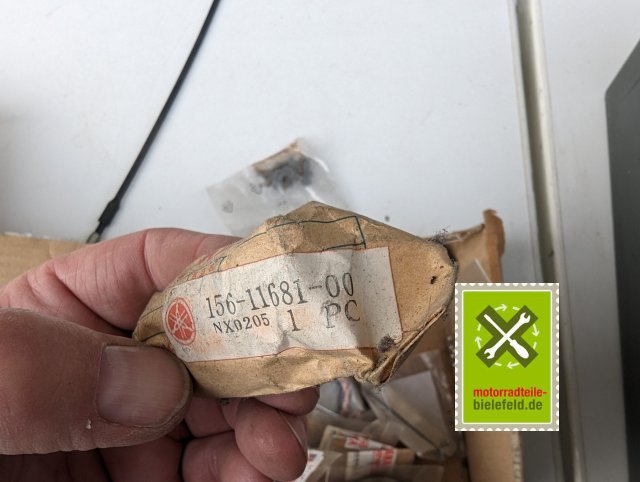 156-11681-00
NX0205 1 PC
motorradteile-
bielefeld.de